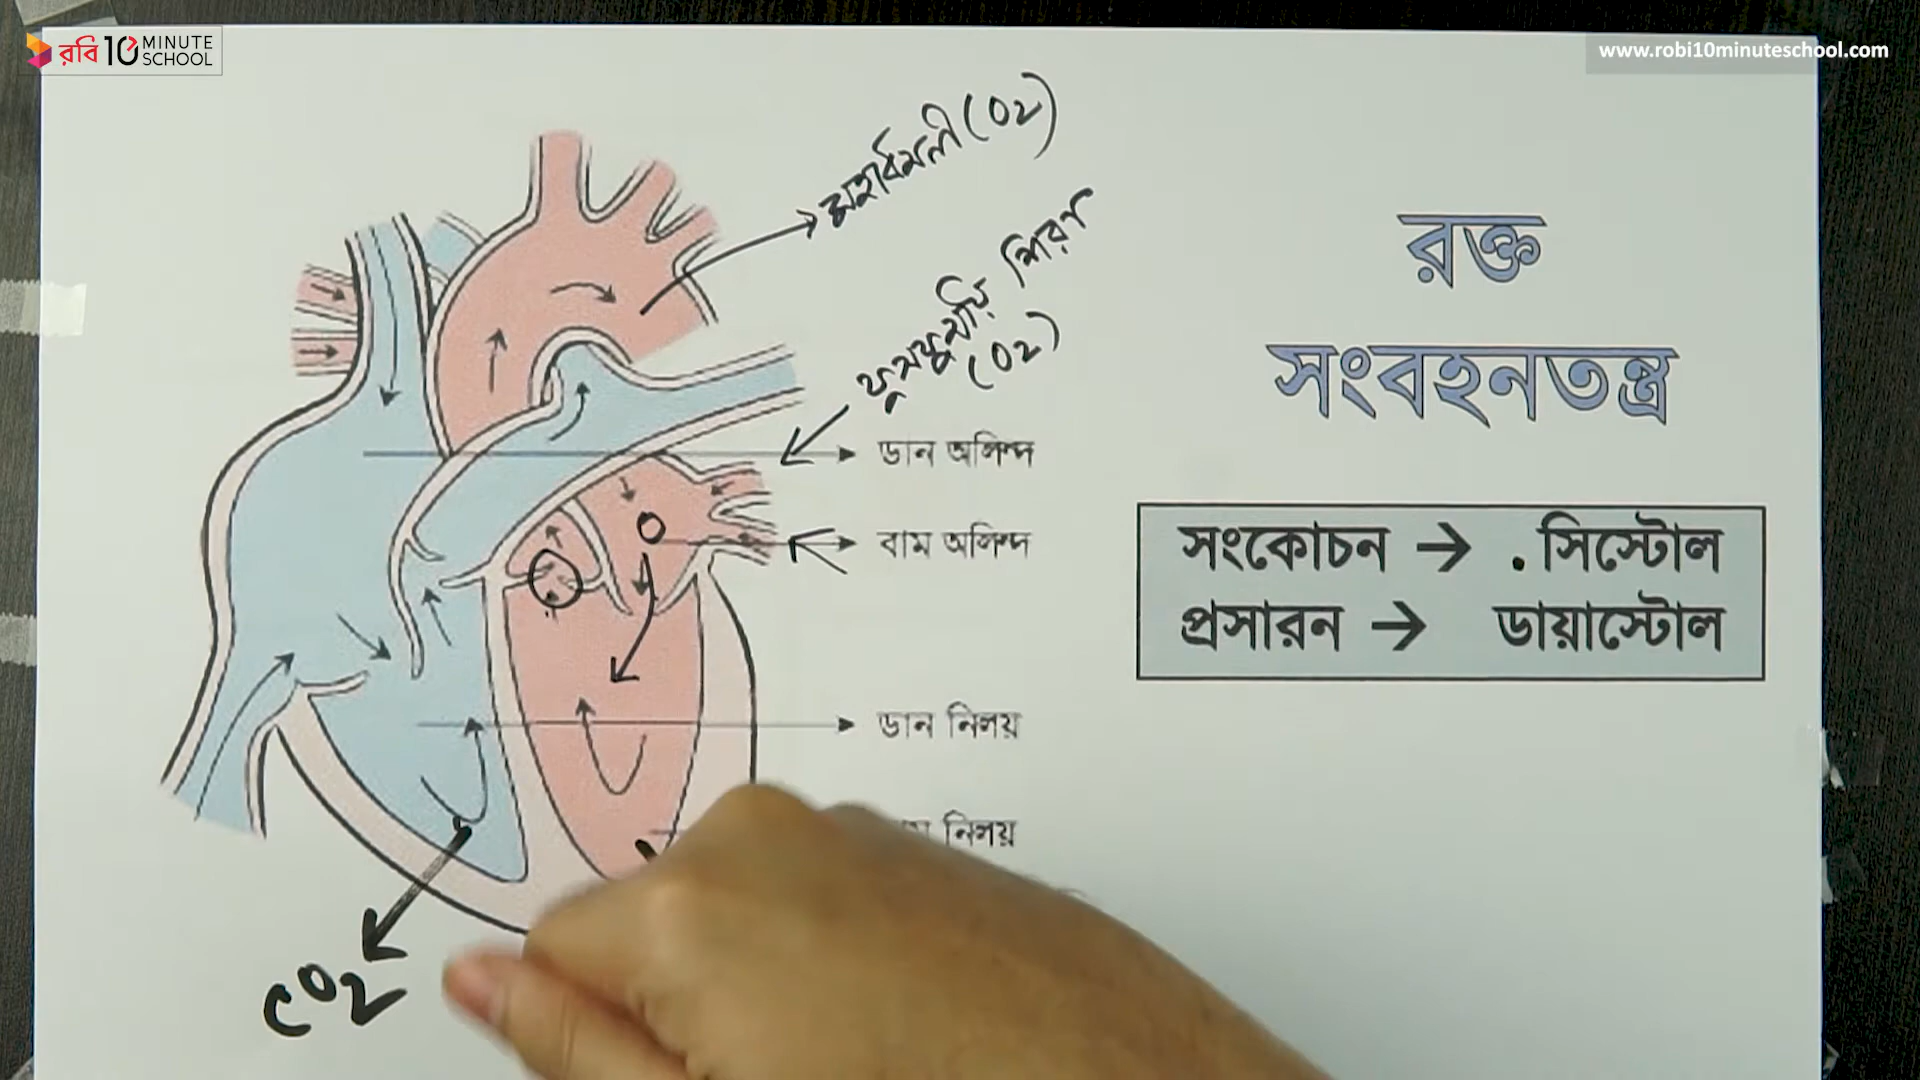 রবি 10 MINUTE SCHOOL
www.robi10minuteschool.com
মহাধমনী (O2)
ফুসফুসীয় শিরা
(O2)
ডান অলিন্দ
বাম অলিন্দ
ডান নিলয়
নিলয়
CO2
রক্ত
সংবহনতন্ত্র
সংকোচন → . সিস্টোল
প্রসারন → ডায়াস্টোল